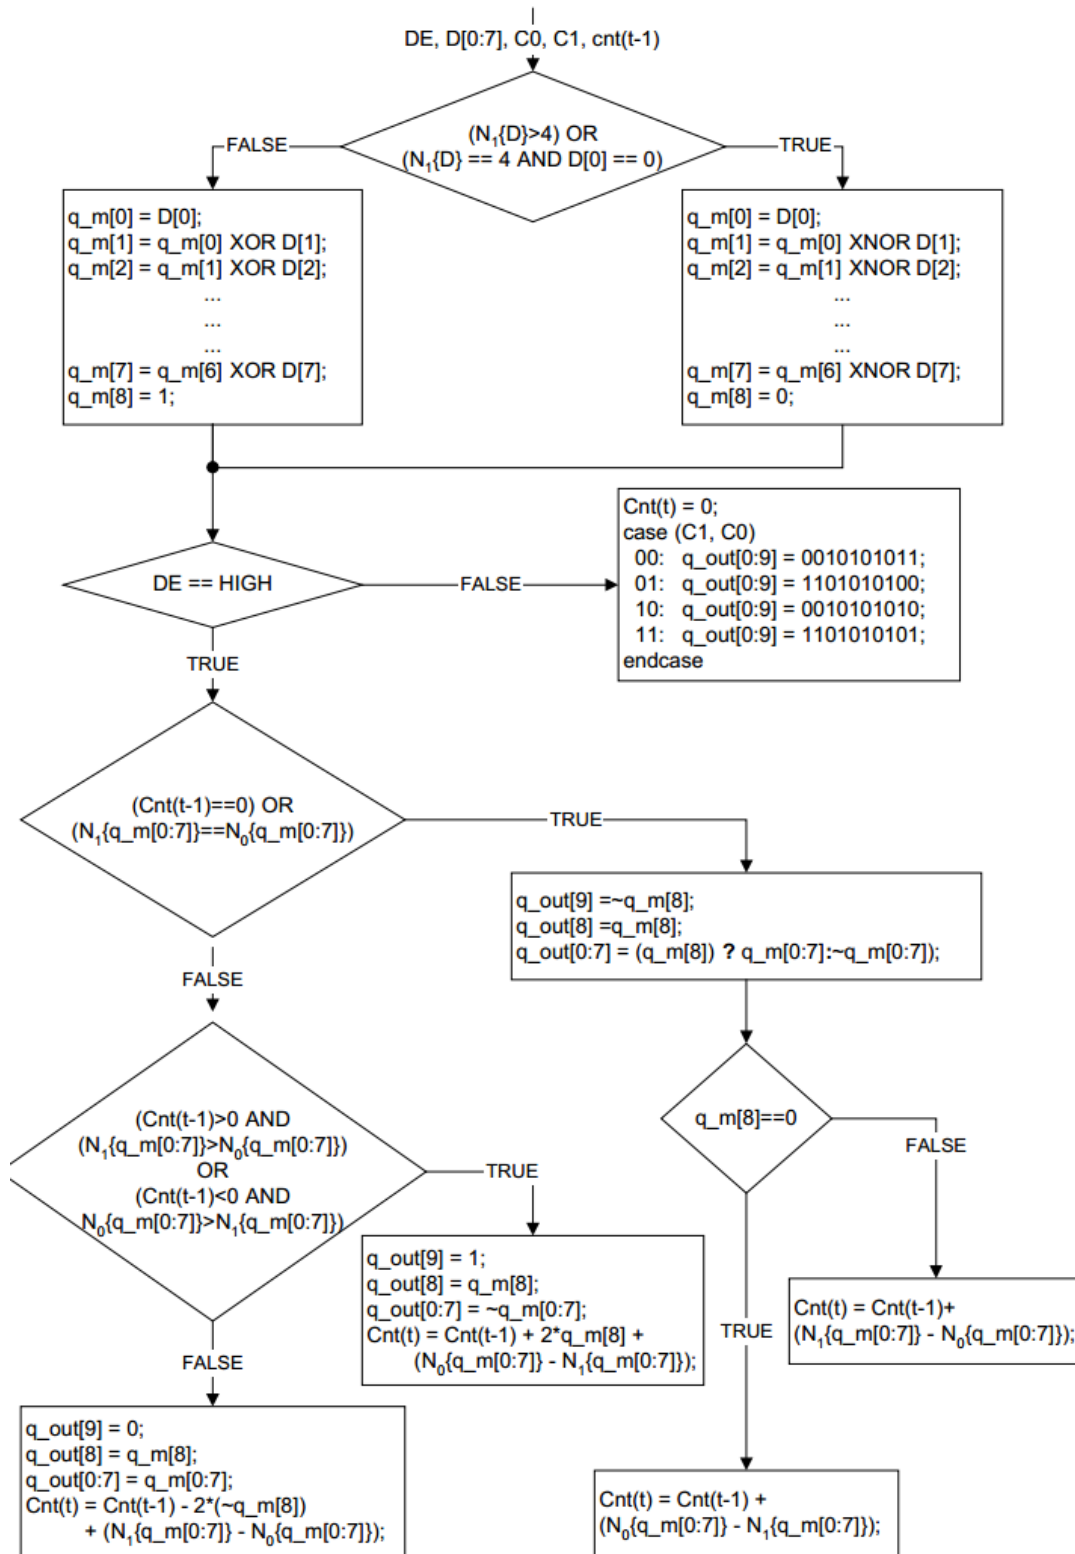 DE, D[0:7], C0, C1, cnt(t-1)
(N₁{D}>4) OR
(N₁{D} == 4 AND D[0] == 0)
FALSE
TRUE
q_m[0] = D[0];
q_m[1] = q_m[0] XOR D[1];
q_m[2] = q_m[1] XOR D[2];
...
...
...
q_m[7] = q_m[6] XOR D[7];
q_m[8] = 1;
q_m[0] = D[0];
q_m[1] = q_m[0] XNOR D[1];
q_m[2] = q_m[1] XNOR D[2];
...
...
...
q_m[7] = q_m[6] XNOR D[7];
q_m[8] = 0;
DE == HIGH
FALSE
Cnt(t) = 0;
case (C1, C0)
00: q_out[0:9] = 0010101011;
01: q_out[0:9] = 1101010100;
10: q_out[0:9] = 0010101010;
11: q_out[0:9] = 1101010101;
endcase
TRUE
(Cnt(t-1)==0) OR
(N₁{q_m[0:7]}==N₀{q_m[0:7]})
TRUE
q_out[9] =~q_m[8];
q_out[8] =q_m[8];
q_out[0:7] = (q_m[8]) ? q_m[0:7]:~q_m[0:7]);
FALSE
(Cnt(t-1)>0 AND
(N₁{q_m[0:7]}>N₀{q_m[0:7]})
OR
(Cnt(t-1)<0 AND
N₀{q_m[0:7]}>N₁{q_m[0:7]})
TRUE
q_m[8]==0
FALSE
q_out[9] = 1;
q_out[8] = q_m[8];
q_out[0:7] = ~q_m[0:7];
Cnt(t) = Cnt(t-1) + 2*q_m[8] +
(N₀{q_m[0:7]} - N₁{q_m[0:7]});
Cnt(t) = Cnt(t-1)+
(N₁{q_m[0:7]} - N₀{q_m[0:7]});
TRUE
FALSE
q_out[9] = 0;
q_out[8] = q_m[8];
q_out[0:7] = q_m[0:7];
Cnt(t) = Cnt(t-1) - 2*(~q_m[8])
+ (N₁{q_m[0:7]} - N₀{q_m[0:7]});
Cnt(t) = Cnt(t-1) +
(N₀{q_m[0:7]} - N₁{q_m[0:7]});